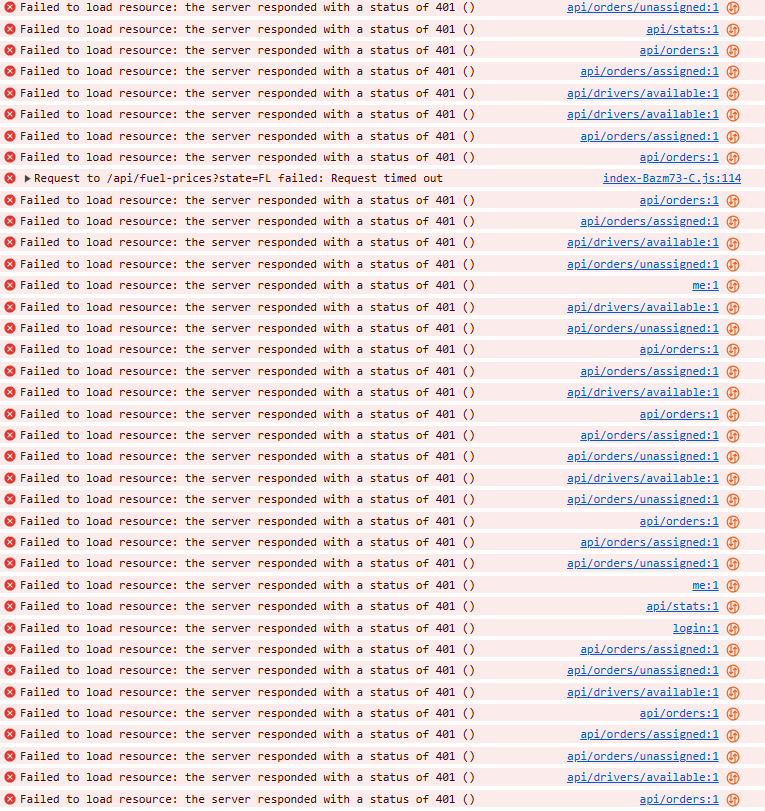 Failed to load resource: the server responded with a status of 401 () api/orders/unassigned:1
Failed to load resource: the server responded with a status of 401 () api/stats:1
Failed to load resource: the server responded with a status of 401 () api/orders:1
Failed to load resource: the server responded with a status of 401 () api/orders/assigned:1
Failed to load resource: the server responded with a status of 401 () api/drivers/available:1
Failed to load resource: the server responded with a status of 401 () api/drivers/available:1
Failed to load resource: the server responded with a status of 401 () api/orders/assigned:1
Failed to load resource: the server responded with a status of 401 () api/orders:1
Request to /api/fuel-prices?state=FL failed: Request timed out index-Bazm73-C.js:114
Failed to load resource: the server responded with a status of 401 () api/orders:1
Failed to load resource: the server responded with a status of 401 () api/orders/assigned:1
Failed to load resource: the server responded with a status of 401 () api/drivers/available:1
Failed to load resource: the server responded with a status of 401 () api/orders/unassigned:1
Failed to load resource: the server responded with a status of 401 () me:1
Failed to load resource: the server responded with a status of 401 () api/drivers/available:1
Failed to load resource: the server responded with a status of 401 () api/orders/unassigned:1
Failed to load resource: the server responded with a status of 401 () api/orders:1
Failed to load resource: the server responded with a status of 401 () api/orders/assigned:1
Failed to load resource: the server responded with a status of 401 () api/drivers/available:1
Failed to load resource: the server responded with a status of 401 () api/orders:1
Failed to load resource: the server responded with a status of 401 () api/orders/assigned:1
Failed to load resource: the server responded with a status of 401 () api/orders/unassigned:1
Failed to load resource: the server responded with a status of 401 () api/drivers/available:1
Failed to load resource: the server responded with a status of 401 () api/orders/unassigned:1
Failed to load resource: the server responded with a status of 401 () api/orders:1
Failed to load resource: the server responded with a status of 401 () api/orders/assigned:1
Failed to load resource: the server responded with a status of 401 () api/orders/unassigned:1
Failed to load resource: the server responded with a status of 401 () me:1
Failed to load resource: the server responded with a status of 401 () api/stats:1
Failed to load resource: the server responded with a status of 401 () login:1
Failed to load resource: the server responded with a status of 401 () api/orders/assigned:1
Failed to load resource: the server responded with a status of 401 () api/orders/unassigned:1
Failed to load resource: the server responded with a status of 401 () api/drivers/available:1
Failed to load resource: the server responded with a status of 401 () api/orders:1
Failed to load resource: the server responded with a status of 401 () api/orders/assigned:1
Failed to load resource: the server responded with a status of 401 () api/orders/unassigned:1
Failed to load resource: the server responded with a status of 401 () api/drivers/available:1
Failed to load resource: the server responded with a status of 401 () api/orders:1